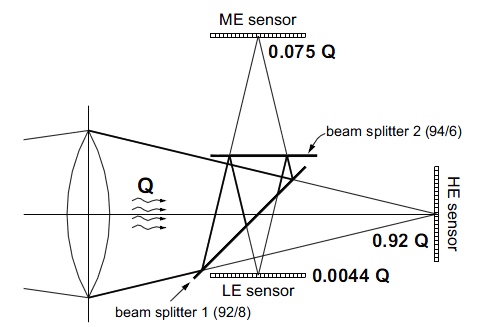 ME sensor
0.075 Q
beam splitter 2 (94/6)
Q
HE sensor
0.92 Q
LE sensor
0.0044 Q
beam splitter 1 (92/8)